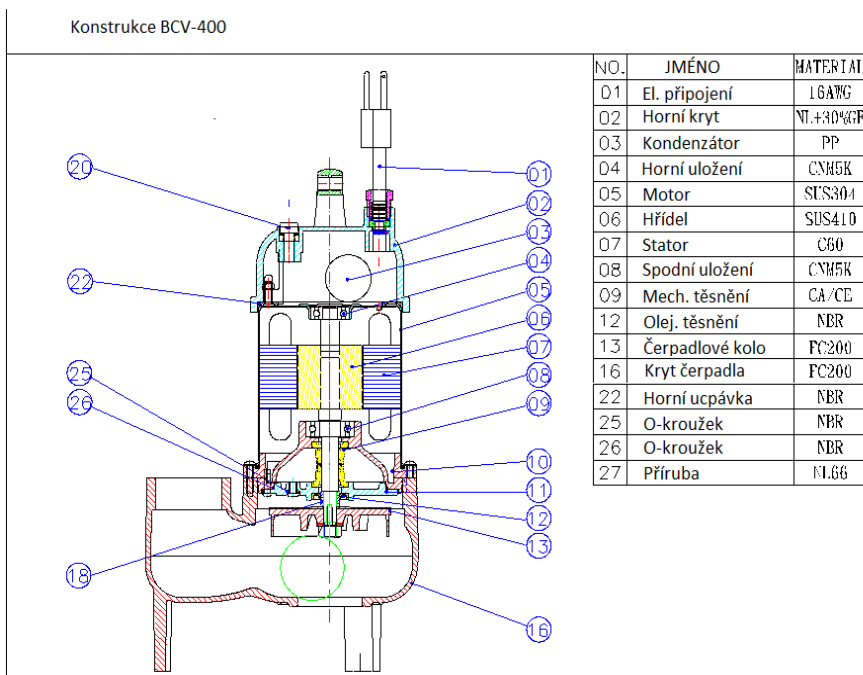 Konstrukce BCV-400
NO. JMÉNO MATERIAL
01 El. připojení 16AWG
02 Horní kryt NL+30%GF
03 Kondenzátor PP
04 Horní uložení CNM5K
05 Motor SUS304
06 Hřídel SUS410
07 Stator C60
08 Spodní uložení CNM5K
09 Mech. těsnění CA/CE
12 Olej. těsnění NBR
13 Čerpadlové kolo FC200
16 Kryt čerpadla FC200
22 Horní ucpávka NBR
25 O-kroužek NBR
26 O-kroužek NBR
27 Příruba NL66
20
22
25
26
18
01
02
03
04
05
06
07
08
09
10
11
12
13
16